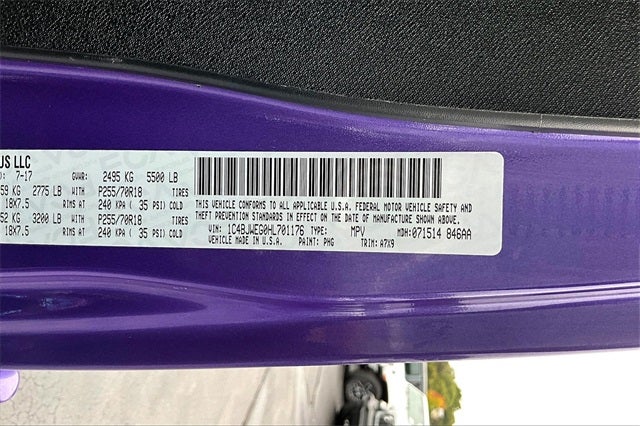 US LLC
7-17 GVWR: 2495 KG 5500 LB
59 KG 2775 LB WITH P255/70R18 TIRES
18X7.5 RIMS AT 240 KPA ( 35 PSI) COLD
52 KG 3200 LB WITH P255/70R18 TIRES
18X7.5 RIMS AT 240 KPA ( 35 PSI) COLD
THIS VEHICLE CONFORMS TO ALL APPLICABLE U.S.A. FEDERAL MOTOR VEHICLE SAFETY AND
THEFT PREVENTION STANDARDS IN EFFECT ON THE DATE OF MANUFACTURE SHOWN ABOVE.
VIN: 1C4BJWEG0HL701176 TYPE: MPV MDH: 071514 846AA
VEHICLE MADE IN U.S.A. PAINT: PHG TRIM: A7X9